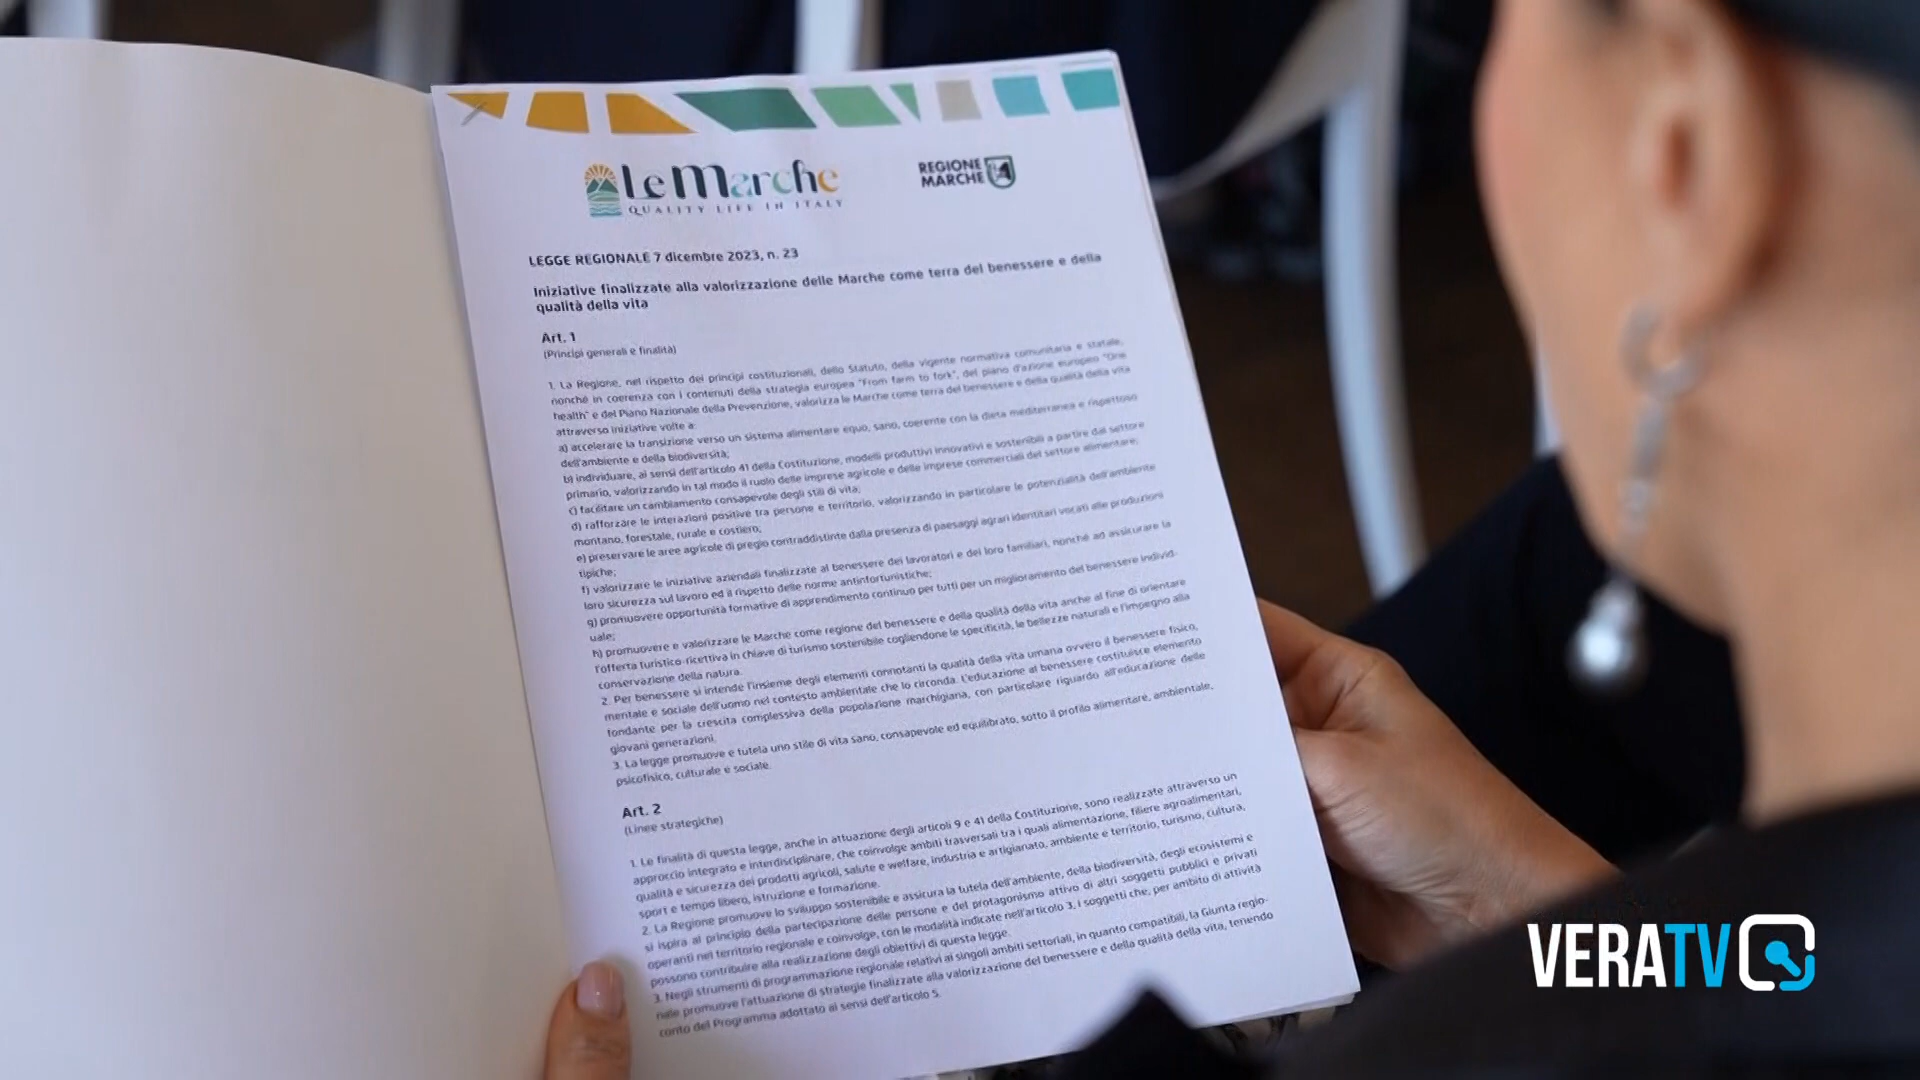 Le Marche
QUALITY LIFE IN ITALY
REGIONE
MARCHE
LEGGE REGIONALE 7 dicembre 2023, n. 23
Iniziative finalizzate alla valorizzazione delle Marche come terra del benessere e della
qualità della vita
Art. 1
(Principi generali e finalità)
1. La Regione, nel rispetto dei principi costituzionali, dello Statuto, della vigente normativa comunitaria e statale,
nonché in coerenza con i contenuti della strategia europea "From farm to fork", del piano d'azione europeo "One
health" e del Piano Nazionale della Prevenzione, valorizza le Marche come terra del benessere e della qualità della vita
attraverso iniziative volte a:
a) accelerare la transizione verso un sistema alimentare equo, sano, coerente con la dieta mediterranea e rispettoso
dell'ambiente e della biodiversità;
b) individuare, ai sensi dell'articolo 41 della Costituzione, modelli produttivi innovativi e sostenibili a partire dal settore
primario, valorizzando in tal modo il ruolo delle imprese agricole e delle imprese commerciali del settore alimentare;
c) facilitare un cambiamento consapevole degli stili di vita;
d) rafforzare le interazioni positive tra persone e territorio, valorizzando in particolare le potenzialità dell'ambiente
montano, forestale, rurale e costiero;
e) preservare le aree agricole di pregio contraddistinte dalla presenza di paesaggi agrari identitari vocati alle produzioni
tipiche;
f) valorizzare le iniziative aziendali finalizzate al benessere dei lavoratori e dei loro familiari, nonché ad assicurare la
loro sicurezza sul lavoro ed il rispetto delle norme antinfortunistiche;
g) promuovere opportunità formative di apprendimento continuo per tutti per un miglioramento del benessere individ-
uale;
h) promuovere e valorizzare le Marche come regione del benessere e della qualità della vita anche al fine di orientare
l'offerta turistico-ricettiva in chiave di turismo sostenibile cogliendone le specificità, le bellezze naturali e l'impegno alla
conservazione della natura.
2. Per benessere si intende l'insieme degli elementi connotanti la qualità della vita umana ovvero il benessere fisico,
mentale e sociale dell'uomo nel contesto ambientale che lo circonda. L'educazione al benessere costituisce elemento
fondante per la crescita complessiva della popolazione marchigiana, con particolare riguardo all'educazione delle
giovani generazioni.
3. La legge promuove e tutela uno stile di vita sano, consapevole ed equilibrato, sotto il profilo alimentare, ambientale,
psicofisico, culturale e sociale.
Art. 2
(Linee strategiche)
1. Le finalità di questa legge, anche in attuazione degli articoli 9 e 41 della Costituzione, sono realizzate attraverso un
approccio integrato e interdisciplinare, che coinvolge ambiti trasversali tra i quali alimentazione, filiere agroalimentari,
qualità e sicurezza dei prodotti agricoli, salute e welfare, industria e artigianato, ambiente e territorio, turismo, cultura,
sport e tempo libero, istruzione e formazione.
2. La Regione promuove lo sviluppo sostenibile e assicura la tutela dell'ambiente, della biodiversità, degli ecosistemi e
si ispira al principio della partecipazione delle persone e del protagonismo attivo di altri soggetti pubblici e privati
operanti nel territorio regionale e coinvolge, con le modalità indicate nell'articolo 3, i soggetti che, per ambito di attività
possono contribuire alla realizzazione degli obiettivi di questa legge.
3. Negli strumenti di programmazione regionale relativi ai singoli ambiti settoriali, in quanto compatibili, la Giunta regio-
nale promuove l'attuazione di strategie finalizzate alla valorizzazione del benessere e della qualità della vita, tenendo
conto del Programma adottato ai sensi dell'articolo 5.
VERATV